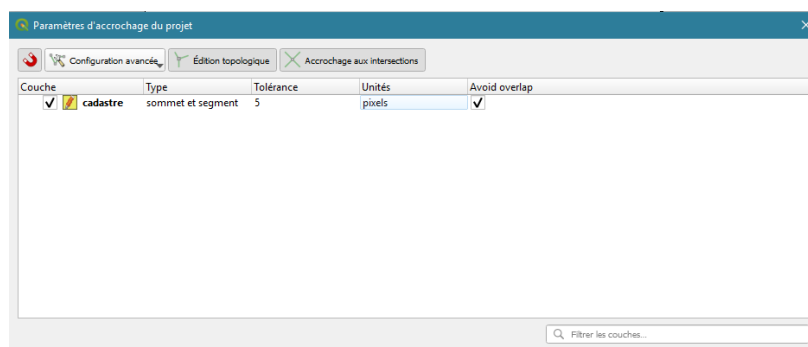 Paramètres d'accrochage du projet
Configuration avancée Édition topologique Accrochage aux intersections
Couche Type Tolérance Unités Avoid overlap
cadastre sommet et segment 5 pixels
Filtrer les couches...